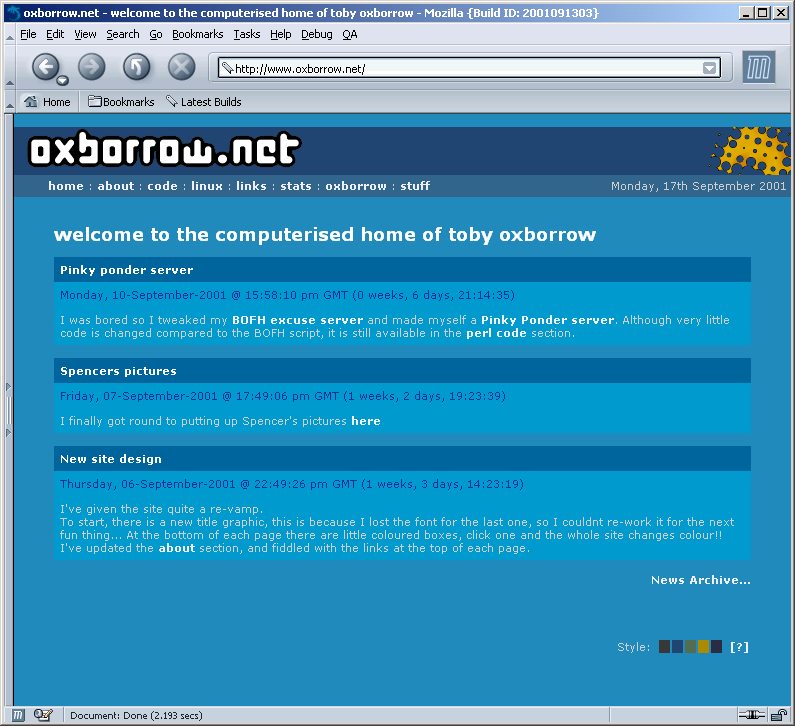 oxborrow.net - welcome to the computerised home of toby oxborrow - Mozilla {Build ID: 2001091303}
File Edit View Search Go Bookmarks Tasks Help Debug QA
http://www.oxborrow.net/
Home Bookmarks Latest Builds
oxborrow.net
home : about : code : linux : links : stats : oxborrow : stuff Monday, 17th September 2001
welcome to the computerised home of toby oxborrow
Pinky ponder server
Monday, 10-September-2001 @ 15:58:10 pm GMT (0 weeks, 6 days, 21:14:35)
I was bored so I tweaked my BOFH excuse server and made myself a Pinky Ponder server. Although very little
code is changed compared to the BOFH script, it is still available in the perl code section.
Spencers pictures
Friday, 07-September-2001 @ 17:49:06 pm GMT (1 weeks, 2 days, 19:23:39)
I finally got round to putting up Spencer's pictures here
New site design
Thursday, 06-September-2001 @ 22:49:26 pm GMT (1 weeks, 3 days, 14:23:19)
I've given the site quite a re-vamp.
To start, there is a new title graphic, this is because I lost the font for the last one, so I couldnt re-work it for the next
fun thing... At the bottom of each page there are little coloured boxes, click one and the whole site changes colour!!
I've updated the about section, and fiddled with the links at the top of each page.
News Archive...
Style: [?]
Document: Done (2.193 secs)